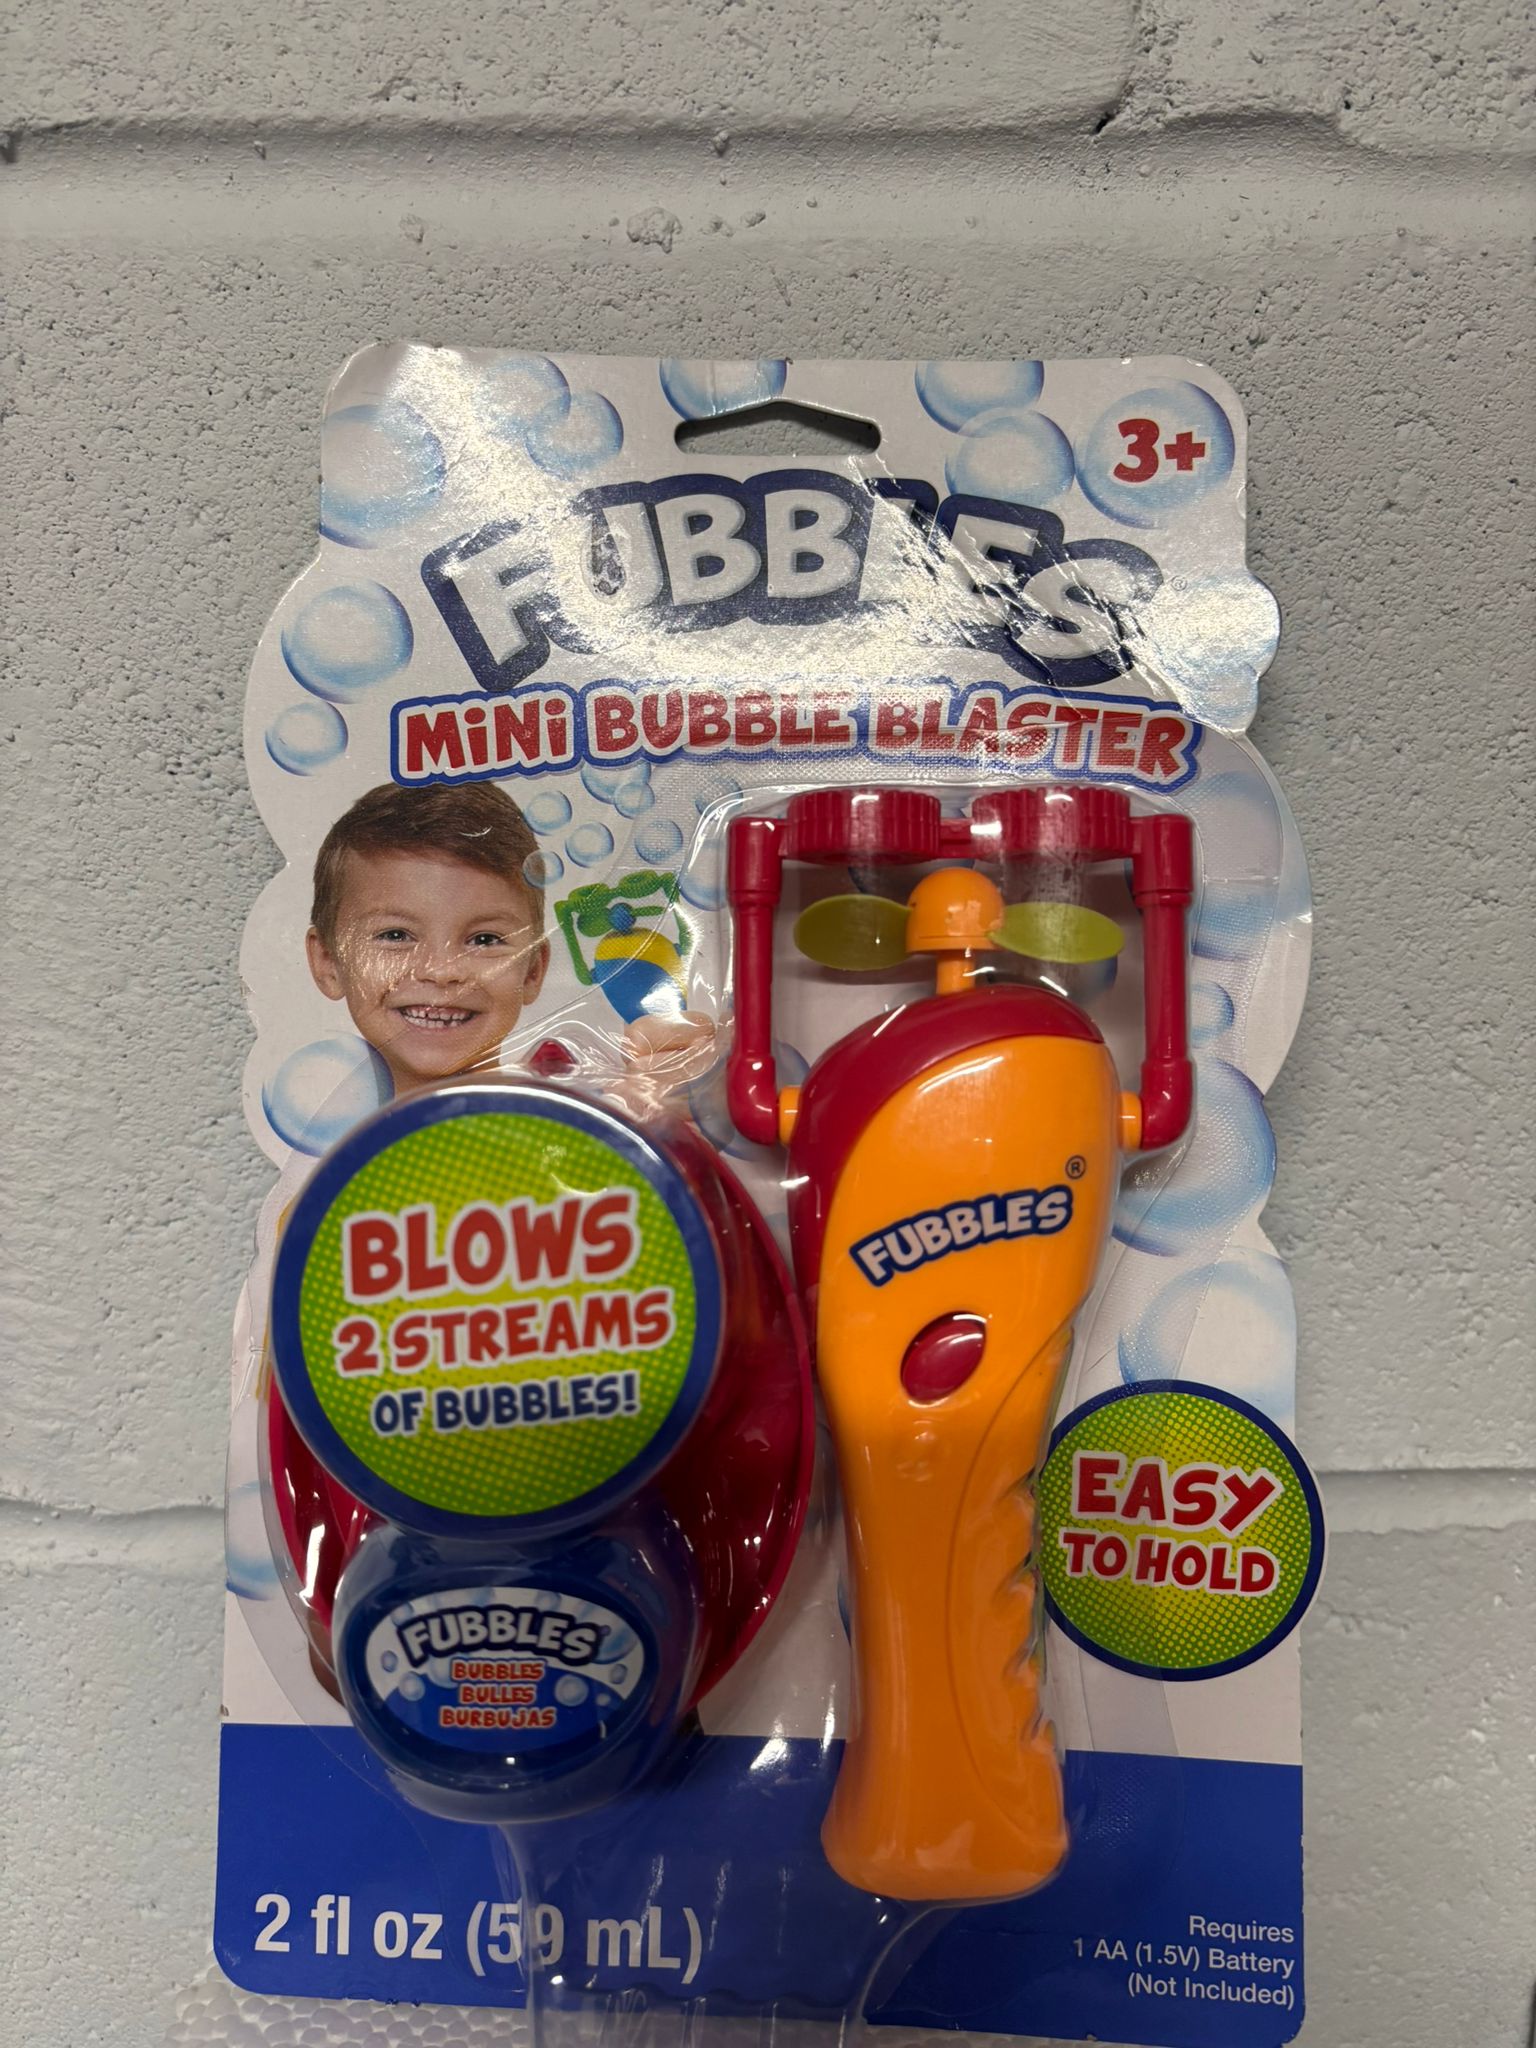 3+
FUBBLES®
MiNi BUBBLE BLASTER
FUBBLES®
BLOWS
2 STREAMS
OF BUBBLES!
EASY
TO HOLD
FUBBLES
BUBBLES
BULLES
BURBUJAS
2 fl oz (59 mL)
Requires
1 AA (1.5V) Battery
(Not Included)